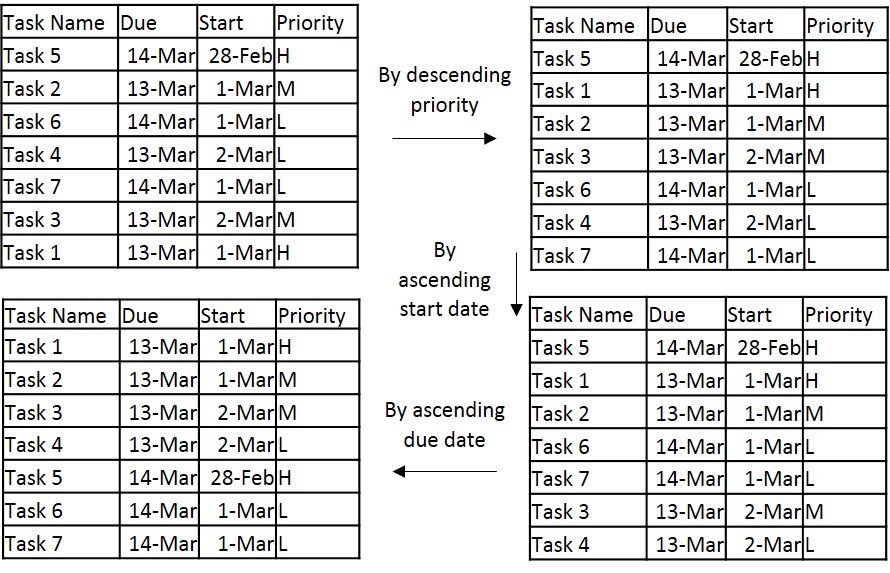 Task Name Due Start Priority
Task 5 14-Mar 28-Feb H
Task 2 13-Mar 1-Mar M
Task 6 14-Mar 1-Mar L
Task 4 13-Mar 2-Mar L
Task 7 14-Mar 1-Mar L
Task 3 13-Mar 2-Mar M
Task 1 13-Mar 1-Mar H
By descending
priority
Task Name Due Start Priority
Task 5 14-Mar 28-Feb H
Task 1 13-Mar 1-Mar H
Task 2 13-Mar 1-Mar M
Task 3 13-Mar 2-Mar M
Task 6 14-Mar 1-Mar L
Task 4 13-Mar 2-Mar L
Task 7 14-Mar 1-Mar L
By
ascending
start date
Task Name Due Start Priority
Task 5 14-Mar 28-Feb H
Task 1 13-Mar 1-Mar H
Task 2 13-Mar 1-Mar M
Task 6 14-Mar 1-Mar L
Task 7 14-Mar 1-Mar L
Task 3 13-Mar 2-Mar M
Task 4 13-Mar 2-Mar L
By ascending
due date
Task Name Due Start Priority
Task 1 13-Mar 1-Mar H
Task 2 13-Mar 1-Mar M
Task 3 13-Mar 2-Mar M
Task 4 13-Mar 2-Mar L
Task 5 14-Mar 28-Feb H
Task 6 14-Mar 1-Mar L
Task 7 14-Mar 1-Mar L